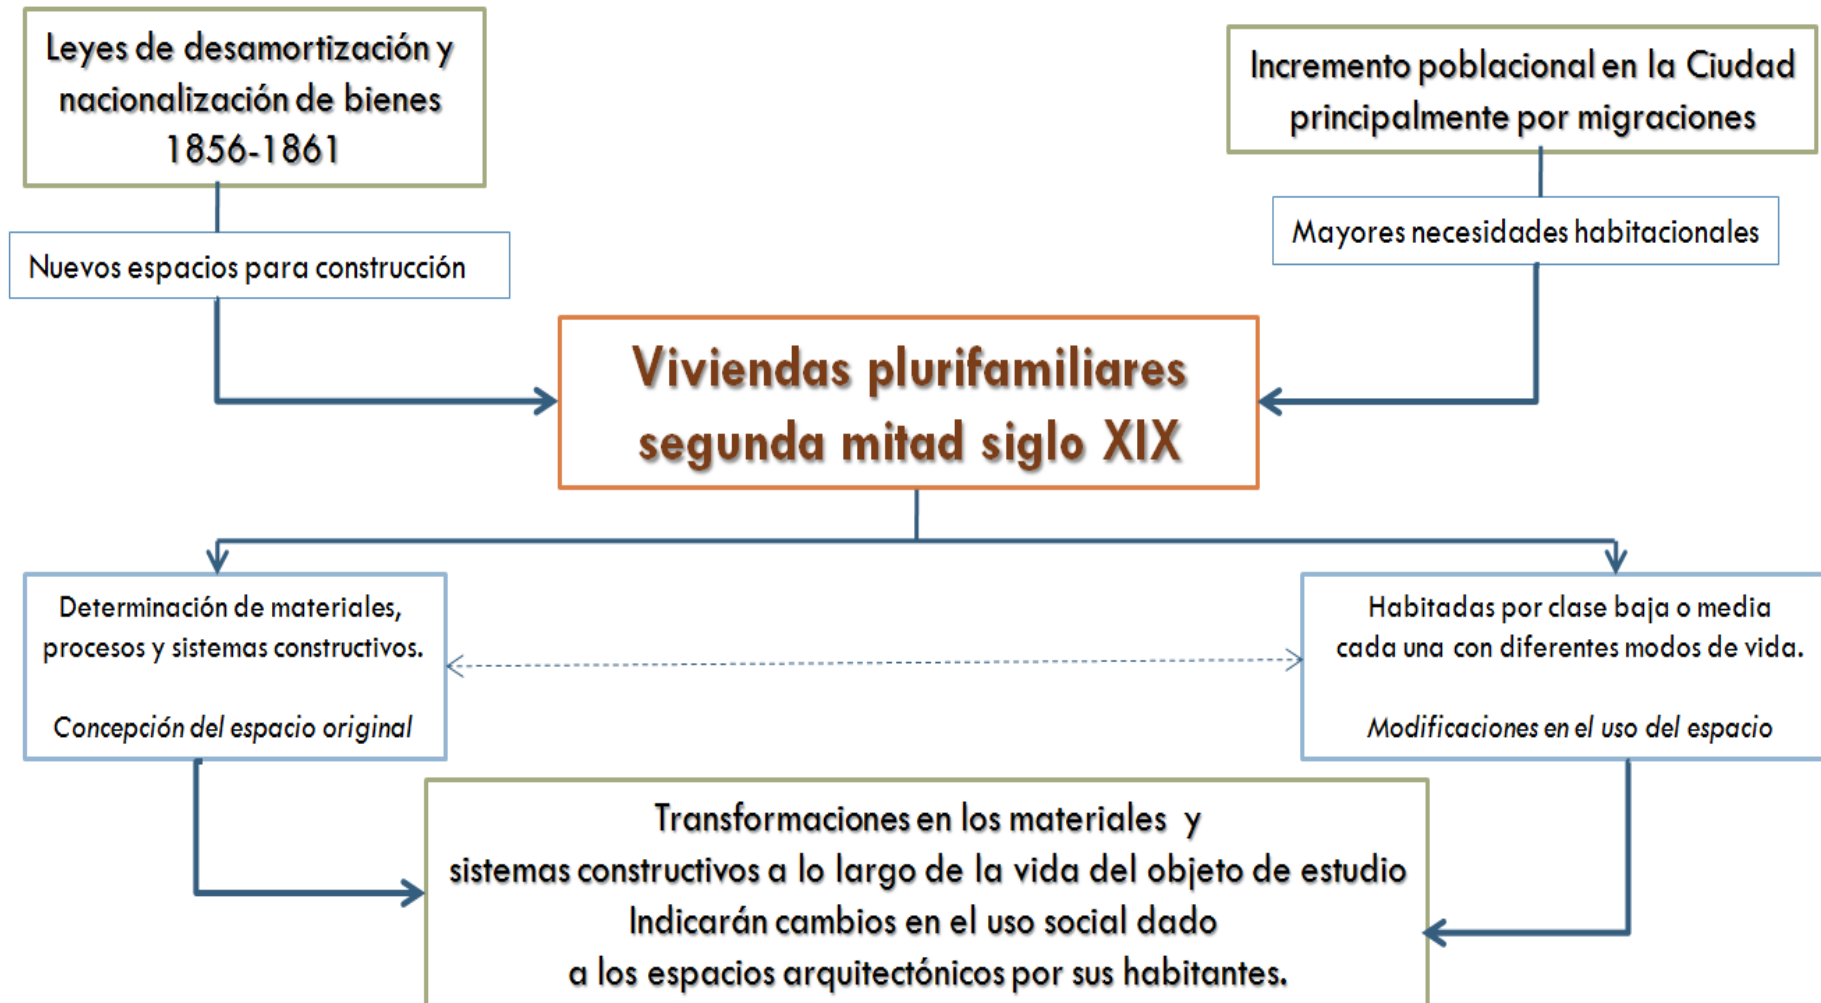 Leyes de desamortización y
nacionalización de bienes
1856-1861
Incremento poblacional en la Ciudad
principalmente por migraciones
Nuevos espacios para construcción
Mayores necesidades habitacionales
Viviendas plurifamiliares
segunda mitad siglo XIX
Determinación de materiales,
procesos y sistemas constructivos.
Concepción del espacio original
Habitadas por clase baja o media
cada una con diferentes modos de vida.
Modificaciones en el uso del espacio
Transformaciones en los materiales y
sistemas constructivos a lo largo de la vida del objeto de estudio
Indicarán cambios en el uso social dado
a los espacios arquitectónicos por sus habitantes.